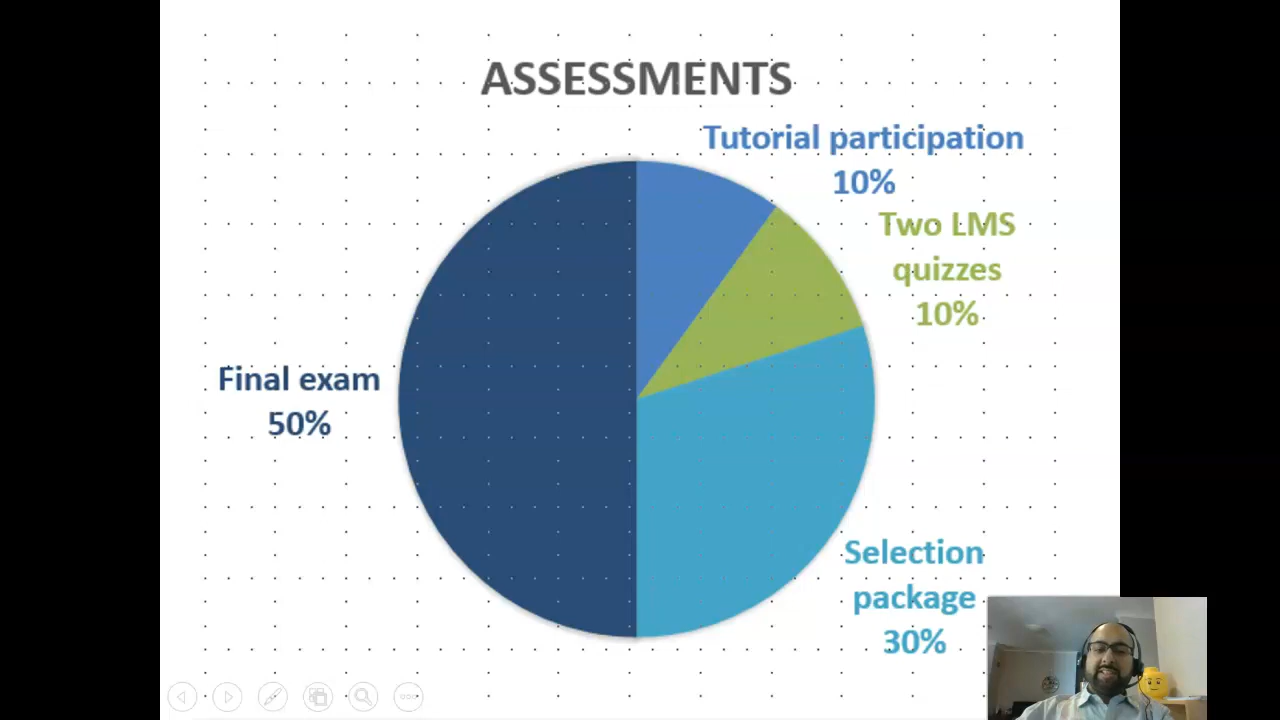 ASSESSMENTS
Tutorial participation
10%
Two LMS
quizzes
10%
Final exam
50%
Selection
package
30%